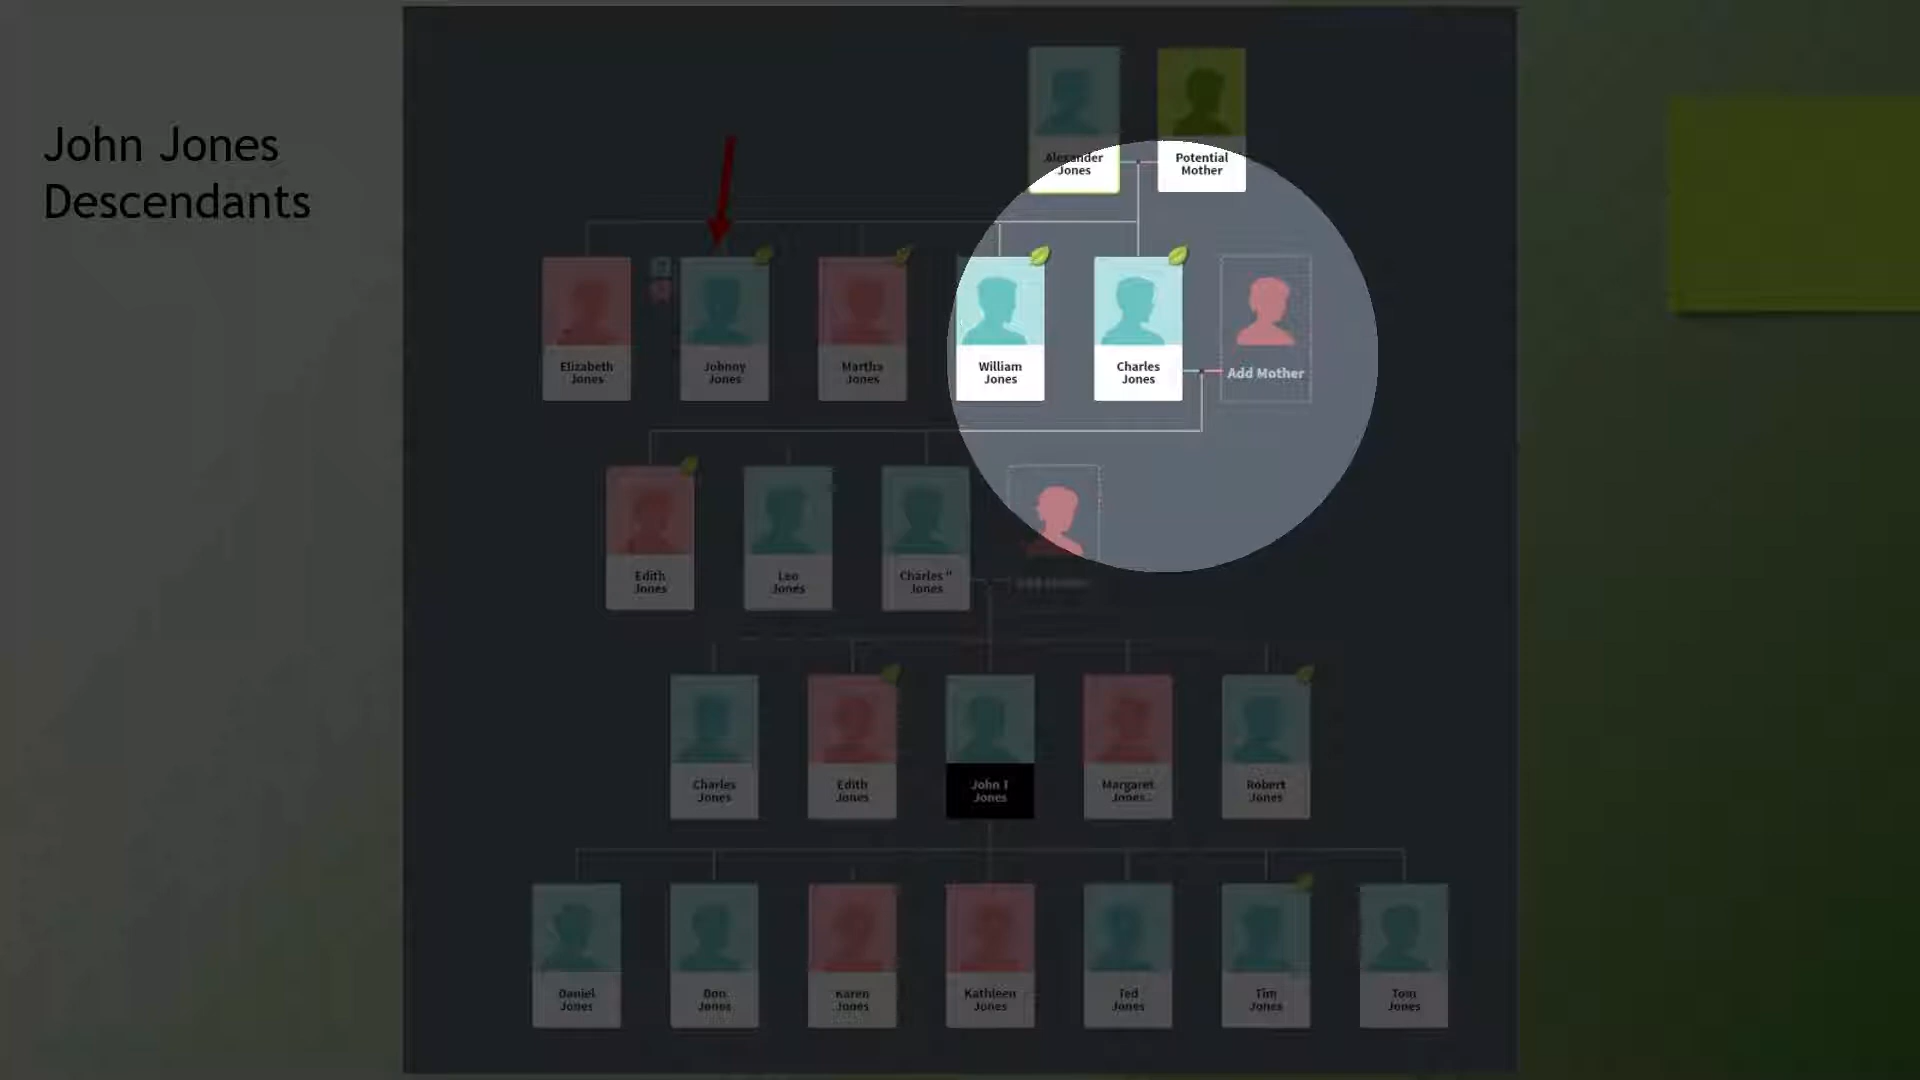 John Jones
Descendants
Alexander
Jones
Potential
Mother
Elizabeth
Jones
Johnny
Jones
Martha
Jones
William
Jones
Charles
Jones
Add Mother
Edith
Jones
Leo
Jones
Charles "
Jones
Charles
Jones
Edith
Jones
John T
Jones
Margaret
Jones
Robert
Jones
Daniel
Jones
Don
Jones
Karen
Jones
Kathleen
Jones
Ted
Jones
Tim
Jones
Tom
Jones